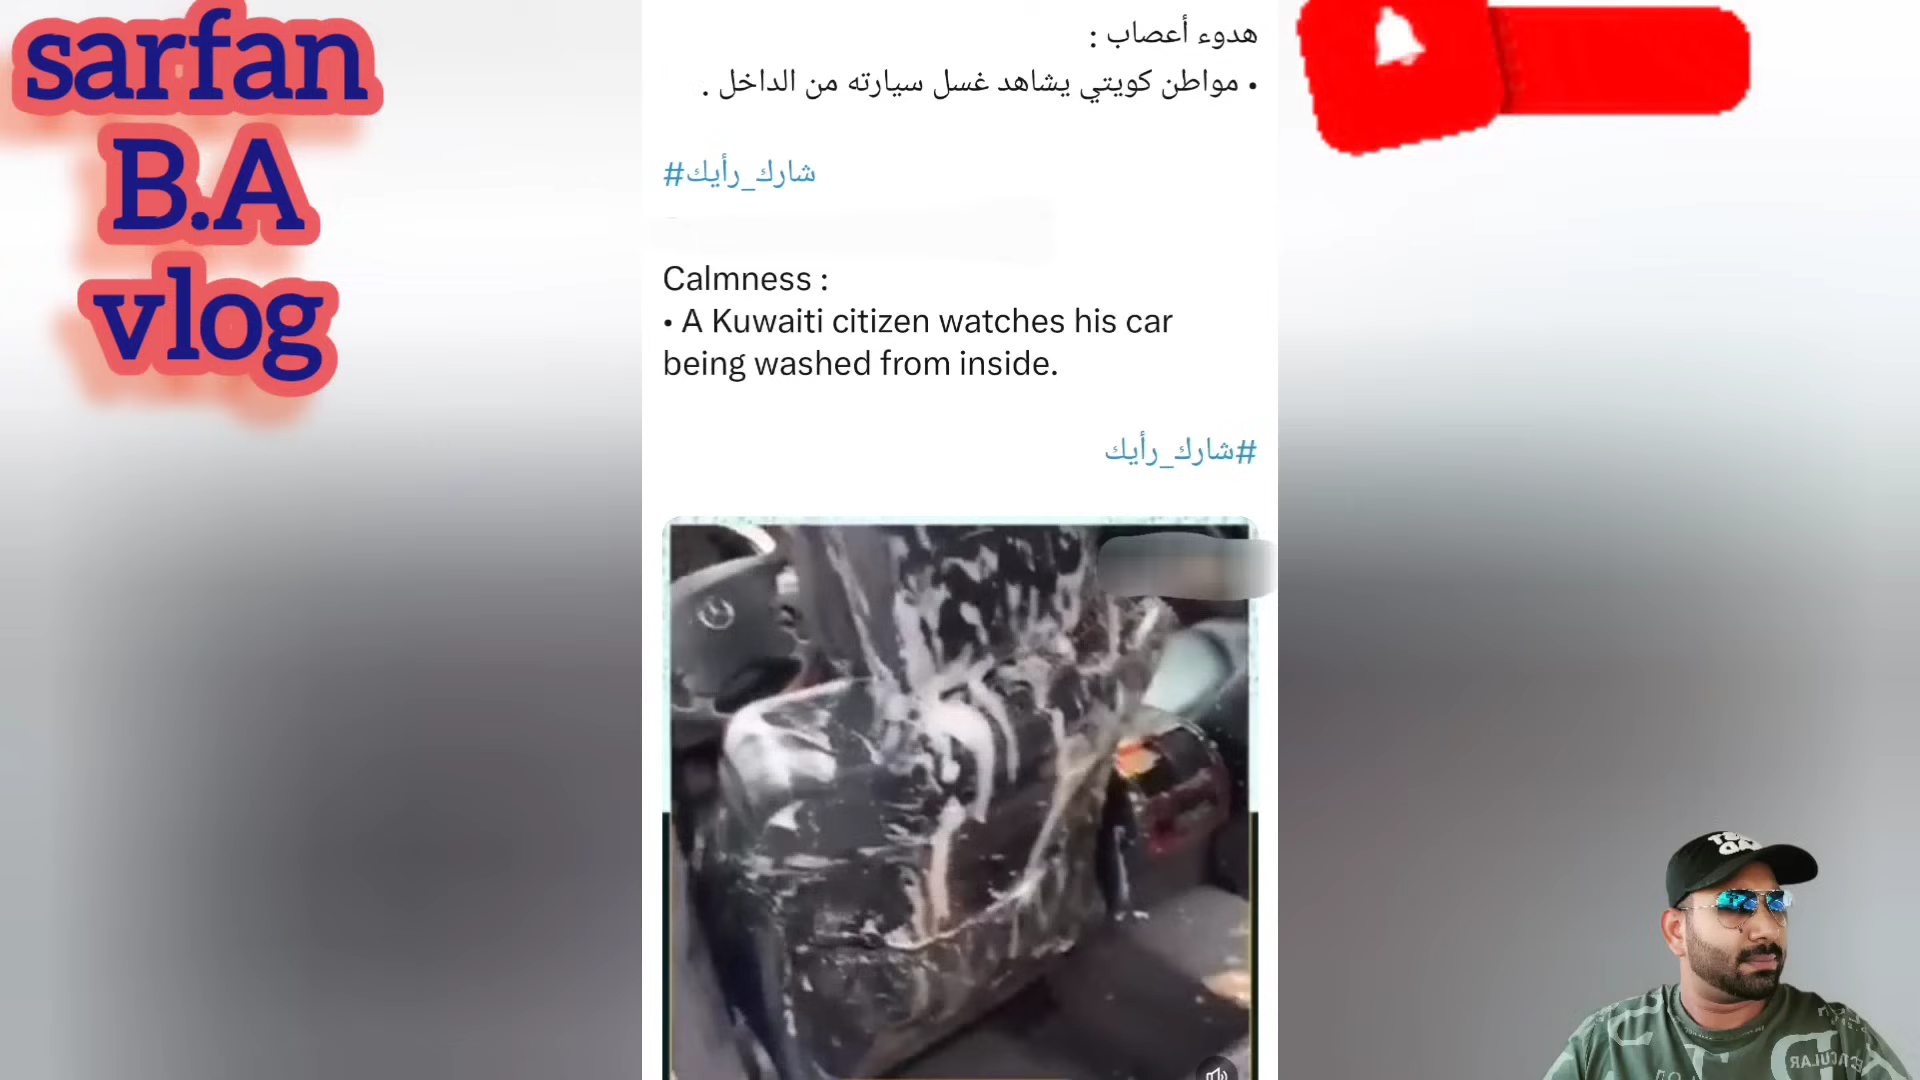 sarfan
B.A
vlog
هدوء أعصاب :
• مواطن كويتي يشاهد غسل سيارته من الداخل .
#شارك_رأيك
Calmness :
• A Kuwaiti citizen watches his car
being washed from inside.
#شارك_رأيك